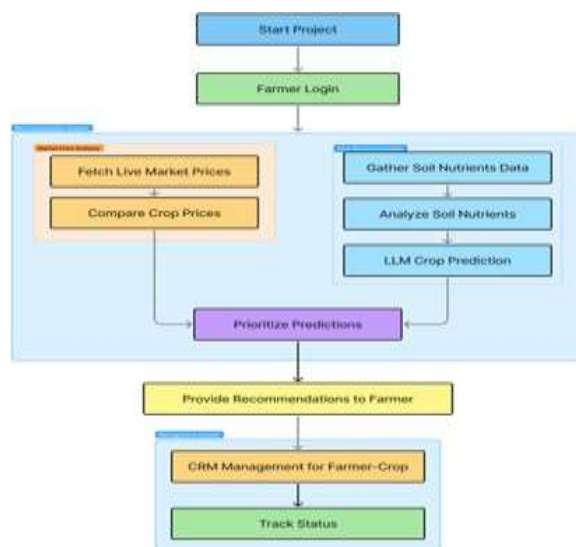 Start Project
Farmer Login
Fetch Live Market Prices
Compare Crop Prices
Gather Soil Nutrients Data
Analyze Soil Nutrients
LLM Crop Prediction
Prioritize Predictions
Provide Recommendations to Farmer
CRM Management for Farmer-Crop
Track Status